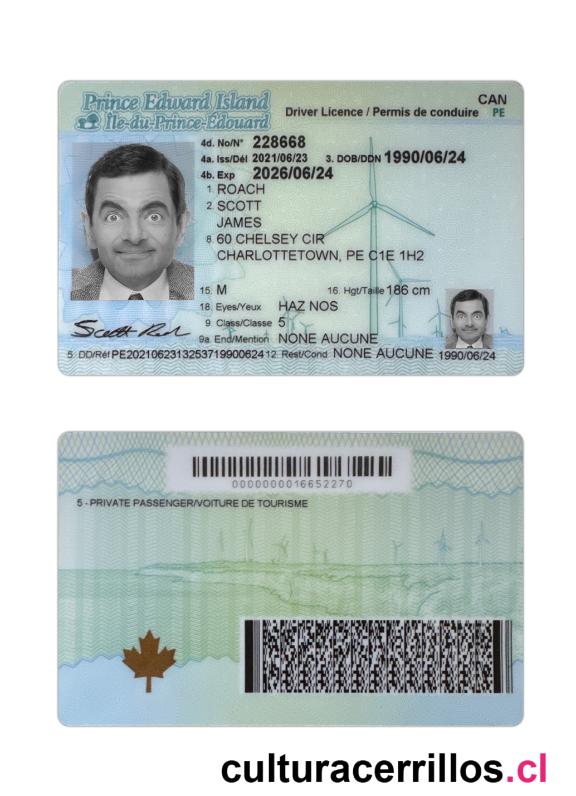 Prince Edward Island
Île-du-Prince-Édouard
Driver Licence / Permis de conduire
CAN
PE
4d. No/N° 228668
4a. Iss/Dél 2021/06/23 3. DOB/DDN 1990/06/24
4b. Exp 2026/06/24
1. ROACH
2. SCOTT
JAMES
8. 60 CHELSEY CIR
CHARLOTTETOWN, PE C1E 1H2
15. M 16. Hgt/Taille 186 cm
18. Eyes/Yeux HAZ NOS
9. Class/Classe 5
9a. End/Mention NONE AUCUNE
5. DD/Réf PE2021062313253719900624 12. Rest/Cond NONE AUCUNE 1990/06/24
0000000016652270
5 - PRIVATE PASSENGER/VOITURE DE TOURISME
culturacerrillos.cl